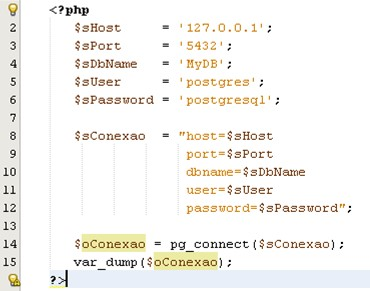 <?php
2 $sHost = '127.0.0.1';
3 $sPort = '5432';
4 $sDbName = 'MyDB';
5 $sUser = 'postgres';
6 $sPassword = 'postgresql';
7
8 $sConexao = "host=$sHost
9 port=$sPort
10 dbname=$sDbName
11 user=$sUser
12 password=$sPassword";
13
14 $oConexao = pg_connect($sConexao);
15 var_dump($oConexao);
?>